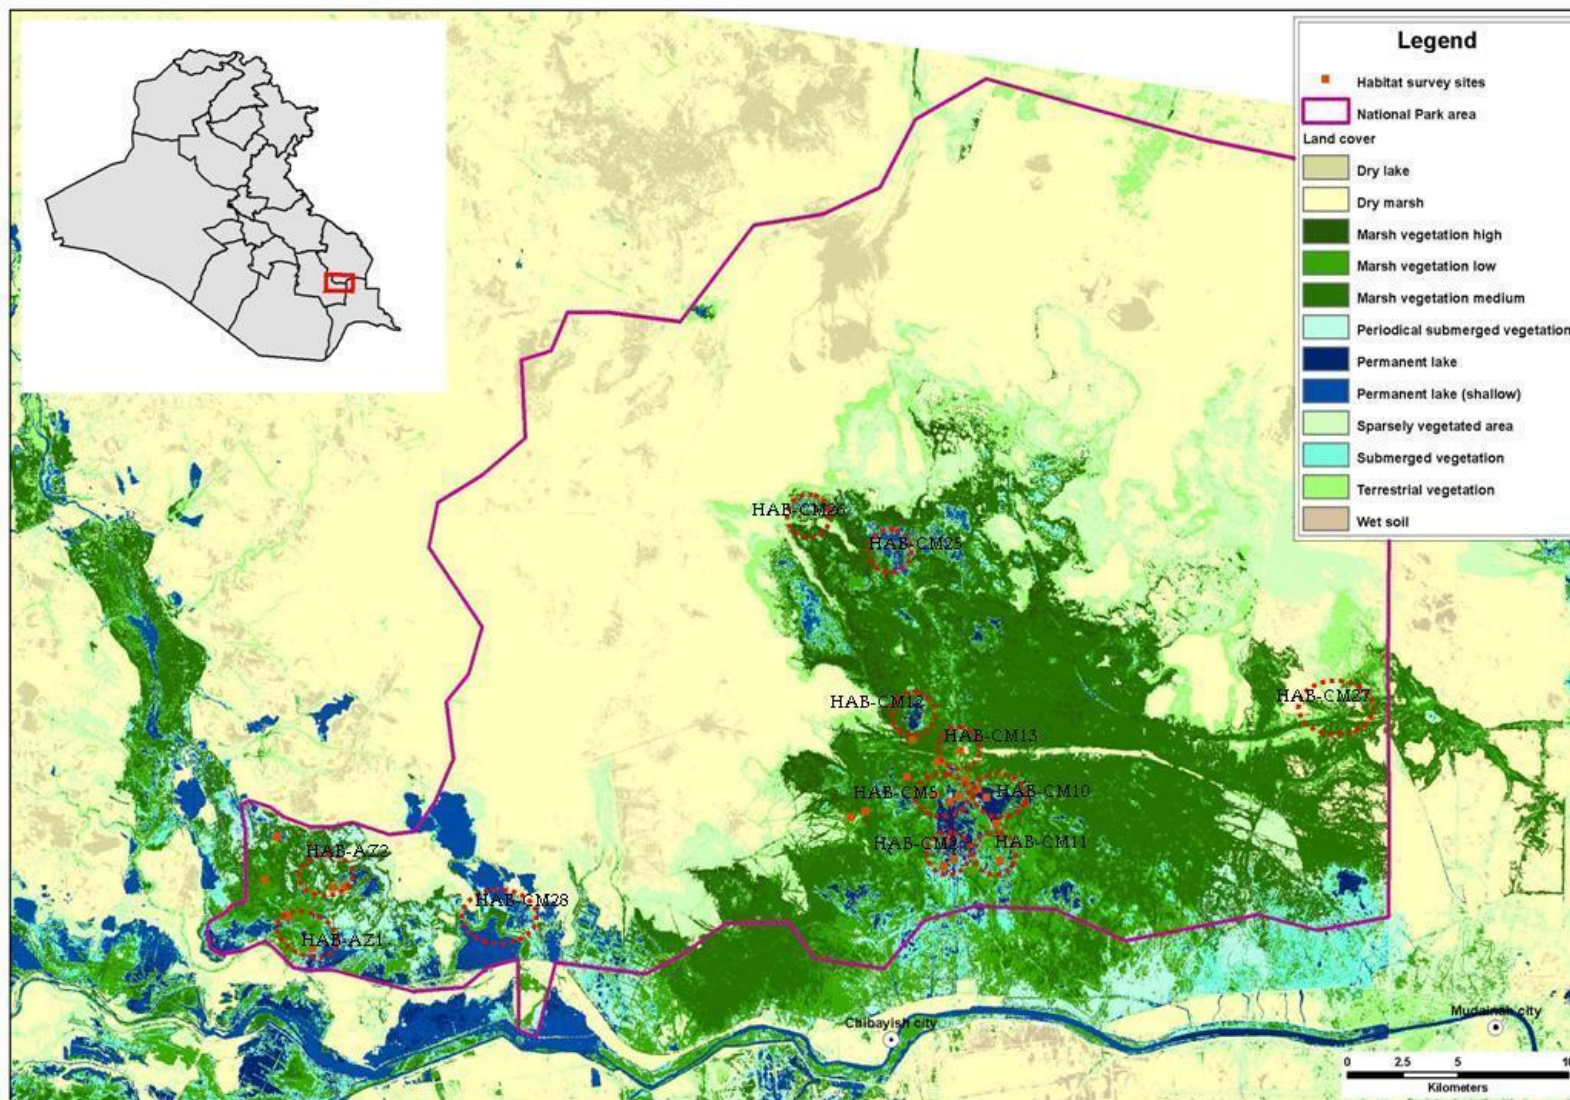 Legend
Habitat survey sites
National Park area
Land cover
Dry lake
Dry marsh
Marsh vegetation high
Marsh vegetation low
Marsh vegetation medium
Periodical submerged vegetation
Permanent lake
Permanent lake (shallow)
Sparsely vegetated area
Submerged vegetation
Terrestrial vegetation
Wet soil
HAB-CM26
HAB-CM25
HAB-CM27
HAB-CM12
HAB-CM13
HAB-CM5
HAB-CM10
HAB-CM2
HAB-CM11
HAB-AZ2
HAB-CM28
HAB-AZ1
Chibayish city
Mudainah city
0 2.5 5 10
Kilometers